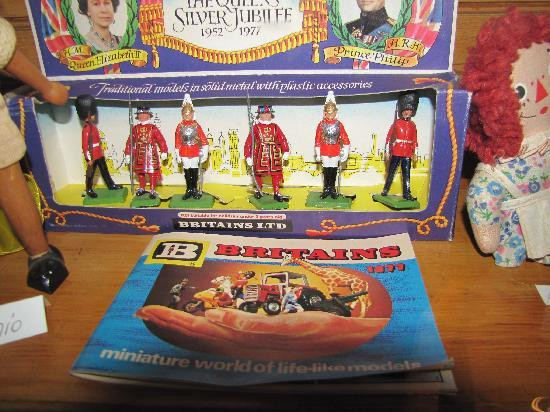 THE QUEEN'S
SILVER JUBILEE
1952 - 1977
H.M.
Queen Elizabeth II
H.R.H.
Prince Philip
Traditional models in solid metal with plastic accessories
BRITAINS LTD
B
BRITAINS
1977
miniature world of life-like models